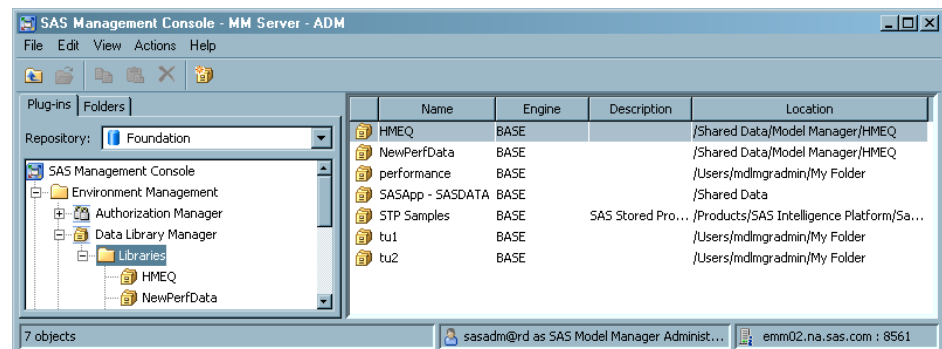 SAS Management Console - MM Server - ADM
File Edit View Actions Help
Plug-ins Folders
Repository: Foundation
SAS Management Console
Environment Management
Authorization Manager
Data Library Manager
Libraries
HMEQ
NewPerfData
Name Engine Description Location
HMEQ BASE /Shared Data/Model Manager/HMEQ
NewPerfData BASE /Shared Data/Model Manager/HMEQ
performance BASE /Users/mdlmgradmin/My Folder
SASApp - SASDATA BASE /Shared Data
STP Samples BASE SAS Stored Pro... /Products/SAS Intelligence Platform/Sa...
tu1 BASE /Users/mdlmgradmin/My Folder
tu2 BASE /Users/mdlmgradmin/My Folder
7 objects sasadm@rd as SAS Model Manager Administ... emm02.na.sas.com : 8561